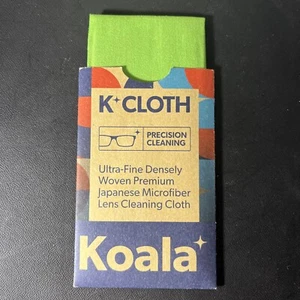 K+CLOTH
PRECISION
CLEANING
Ultra-Fine Densely
Woven Premium
Japanese Microfiber
Lens Cleaning Cloth
Koala